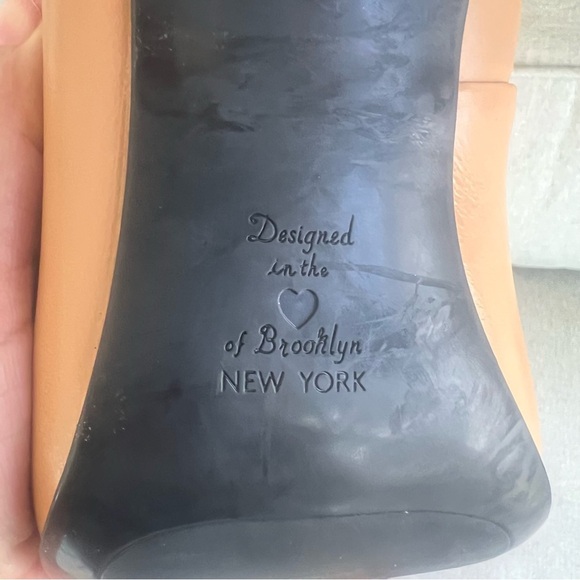 Designed
in the
of Brooklyn
NEW YORK